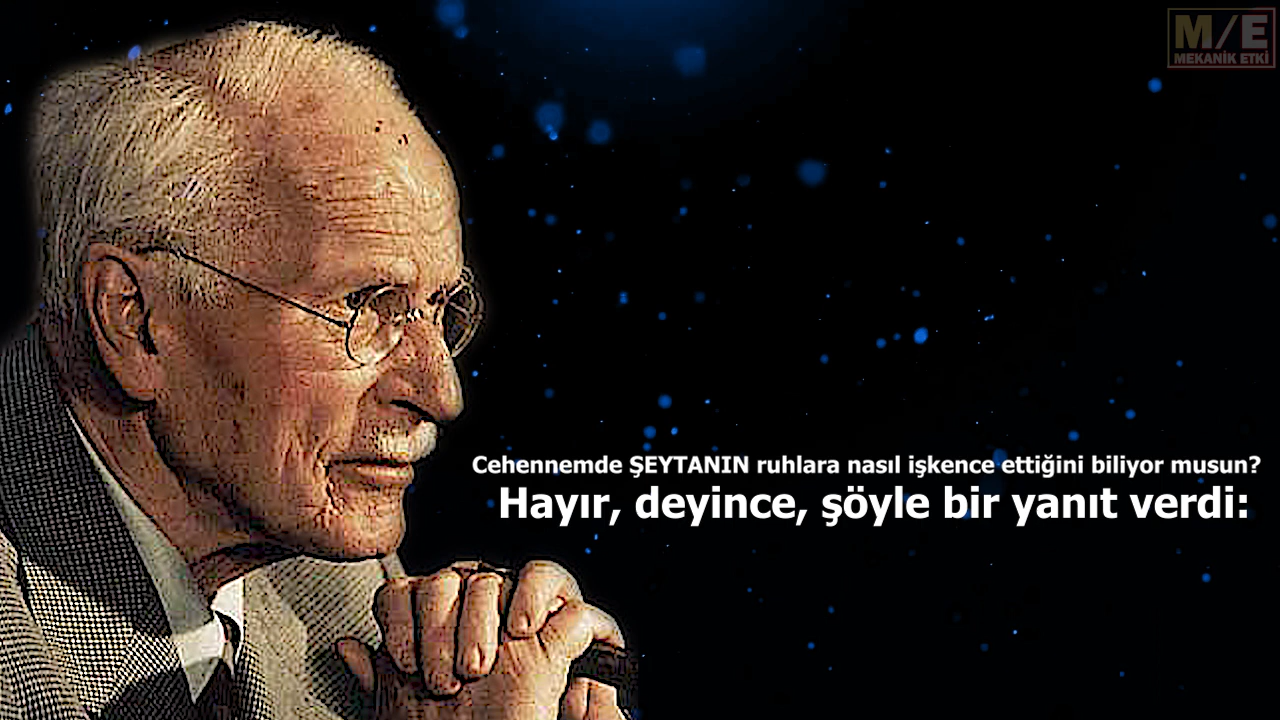 M/E
MEKANİK ETKİ
Cehennemde ŞEYTANIN ruhlara nasıl işkence ettiğini biliyor musun?
Hayır, deyince, şöyle bir yanıt verdi: